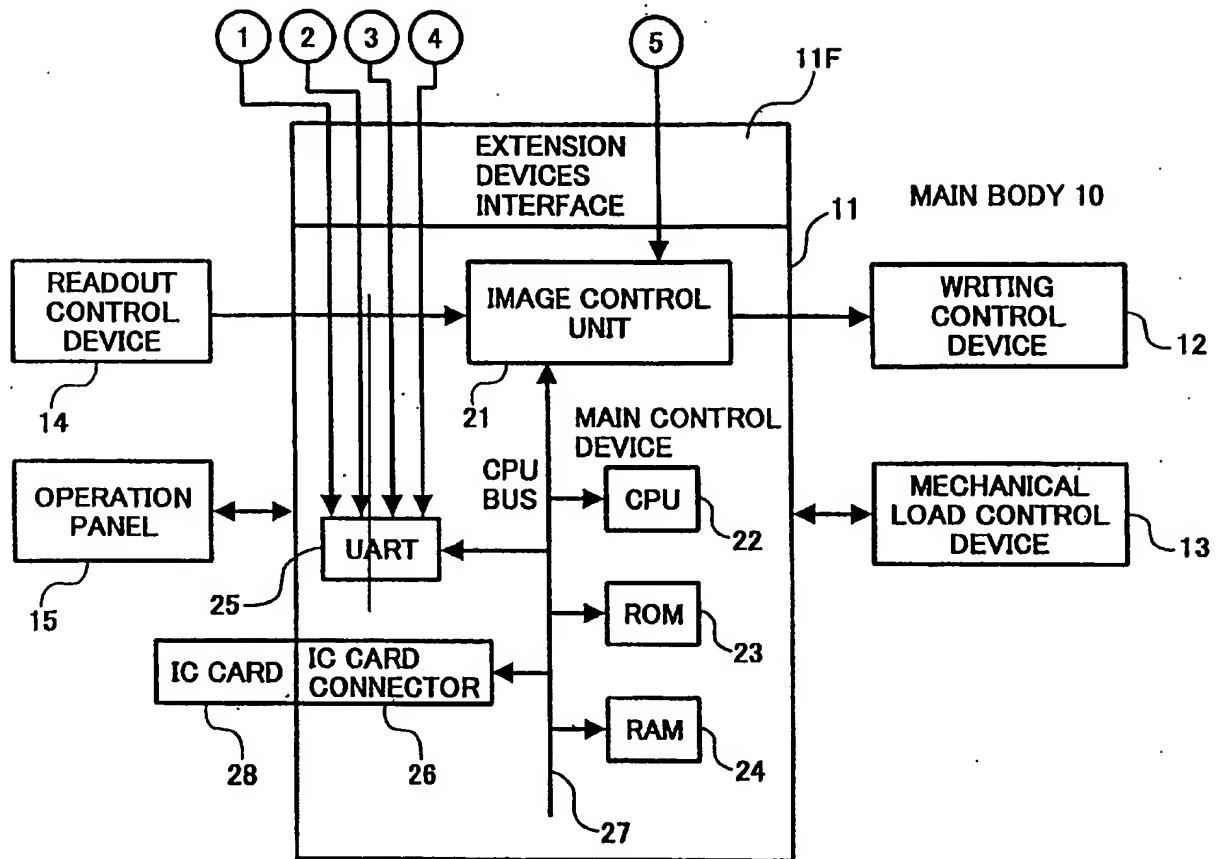 1 2 3 4 5
11F
EXTENSION
DEVICES
INTERFACE
MAIN BODY 10
11
READOUT
CONTROL
DEVICE
14
IMAGE CONTROL
UNIT
21
WRITING
CONTROL
DEVICE
12
MAIN CONTROL
DEVICE
CPU
BUS
OPERATION
PANEL
15
UART
25
CPU
22
MECHANICAL
LOAD CONTROL
DEVICE
13
ROM
23
IC CARD
28
IC CARD
CONNECTOR
26
RAM
24
27